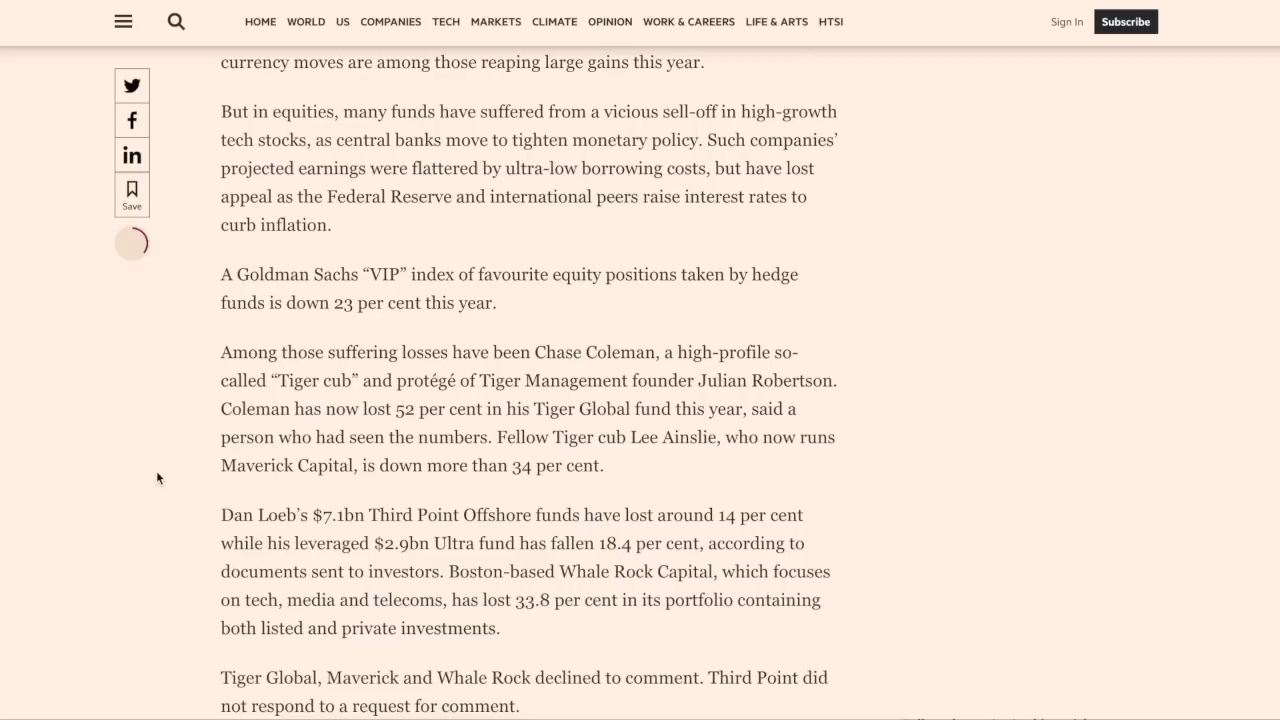 HOME WORLD US COMPANIES TECH MARKETS CLIMATE OPINION WORK & CAREERS LIFE & ARTS HTSI
Sign In Subscribe
currency moves are among those reaping large gains this year.
But in equities, many funds have suffered from a vicious sell-off in high-growth
tech stocks, as central banks move to tighten monetary policy. Such companies’
projected earnings were flattered by ultra-low borrowing costs, but have lost
appeal as the Federal Reserve and international peers raise interest rates to
curb inflation.
Save
A Goldman Sachs “VIP” index of favourite equity positions taken by hedge
funds is down 23 per cent this year.
Among those suffering losses have been Chase Coleman, a high-profile so-
called “Tiger cub” and protégé of Tiger Management founder Julian Robertson.
Coleman has now lost 52 per cent in his Tiger Global fund this year, said a
person who had seen the numbers. Fellow Tiger cub Lee Ainslie, who now runs
Maverick Capital, is down more than 34 per cent.
Dan Loeb’s $7.1bn Third Point Offshore funds have lost around 14 per cent
while his leveraged $2.9bn Ultra fund has fallen 18.4 per cent, according to
documents sent to investors. Boston-based Whale Rock Capital, which focuses
on tech, media and telecoms, has lost 33.8 per cent in its portfolio containing
both listed and private investments.
Tiger Global, Maverick and Whale Rock declined to comment. Third Point did
not respond to a request for comment.